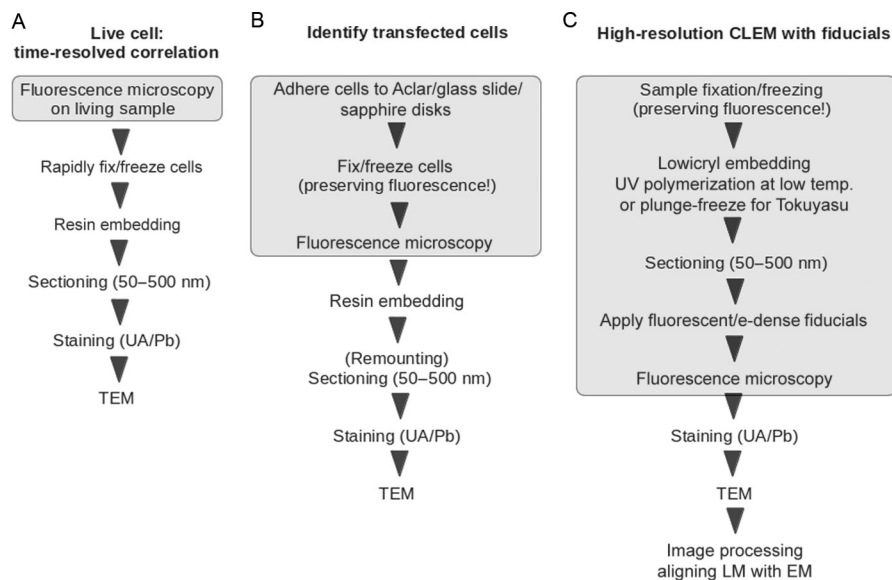 A
Live cell:
time-resolved correlation
Fluorescence microscopy
on living sample
Rapidly fix/freeze cells
Resin embedding
Sectioning (50–500 nm)
Staining (UA/Pb)
TEM
B
Identify transfected cells
Adhere cells to Aclar/glass slide/
sapphire disks
Fix/freeze cells
(preserving fluorescence!)
Fluorescence microscopy
Resin embedding
(Remounting)
Sectioning (50–500 nm)
Staining (UA/Pb)
TEM
C
High-resolution CLEM with fiducials
Sample fixation/freezing
(preserving fluorescence!)
Lowicryl embedding
UV polymerization at low temp.
or plunge-freeze for Tokuyasu
Sectioning (50–500 nm)
Apply fluorescent/e-dense fiducials
Fluorescence microscopy
Staining (UA/Pb)
TEM
Image processing
aligning LM with EM